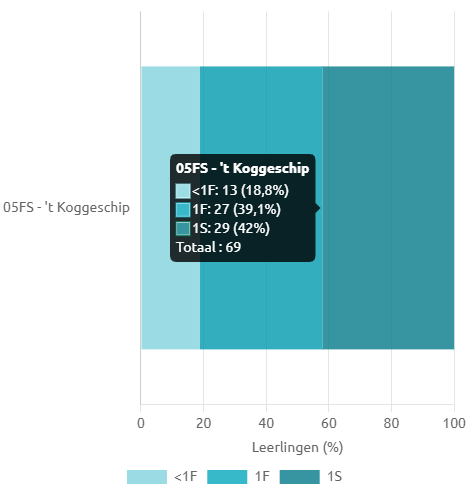 05FS - 't Koggeschip
05FS - 't Koggeschip
<1F: 13 (18,8%)
1F: 27 (39,1%)
1S: 29 (42%)
Totaal : 69
0 20 40 60 80 100
Leerlingen (%)
<1F 1F 1S